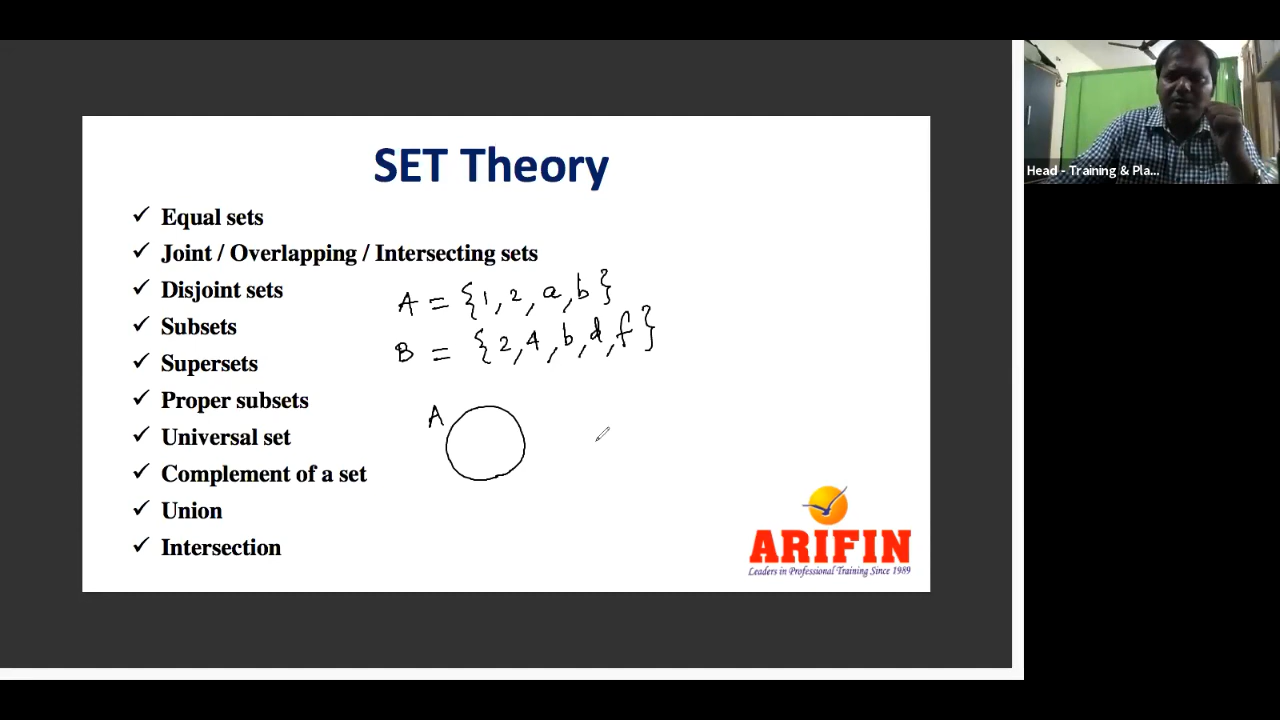 SET Theory
✓ Equal sets
✓ Joint / Overlapping / Intersecting sets
✓ Disjoint sets
✓ Subsets
✓ Supersets
✓ Proper subsets
✓ Universal set
✓ Complement of a set
✓ Union
✓ Intersection
A = {1, 2, a, b}
B = {2, 4, b, d, f}
A
ARIFIN
Leaders in Professional Training Since 1989
Head - Training & Pla...